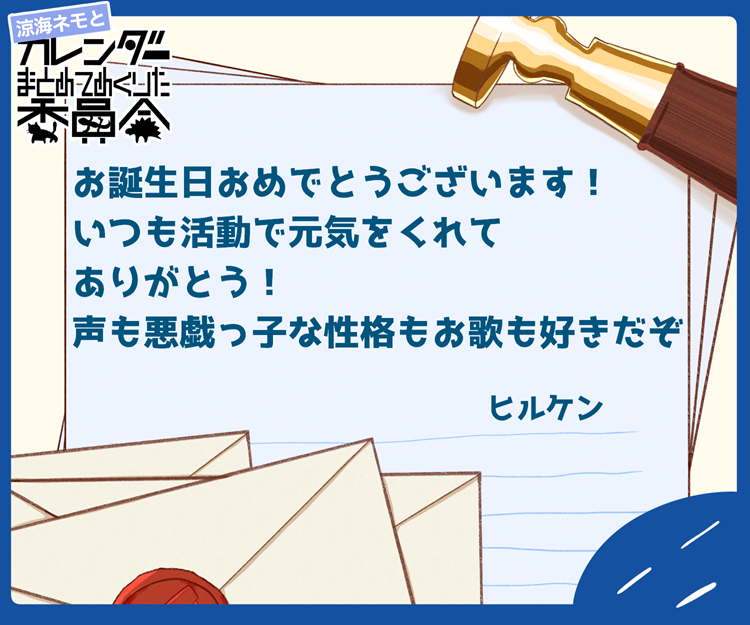 涼海ネモと
カレンダー
まとめてめくりた
委員会
お誕生日おめでとうございます！
いつも活動で元気をくれて
ありがとう！
声も悪戯っ子な性格もお歌も好きだぞ
ヒルケン